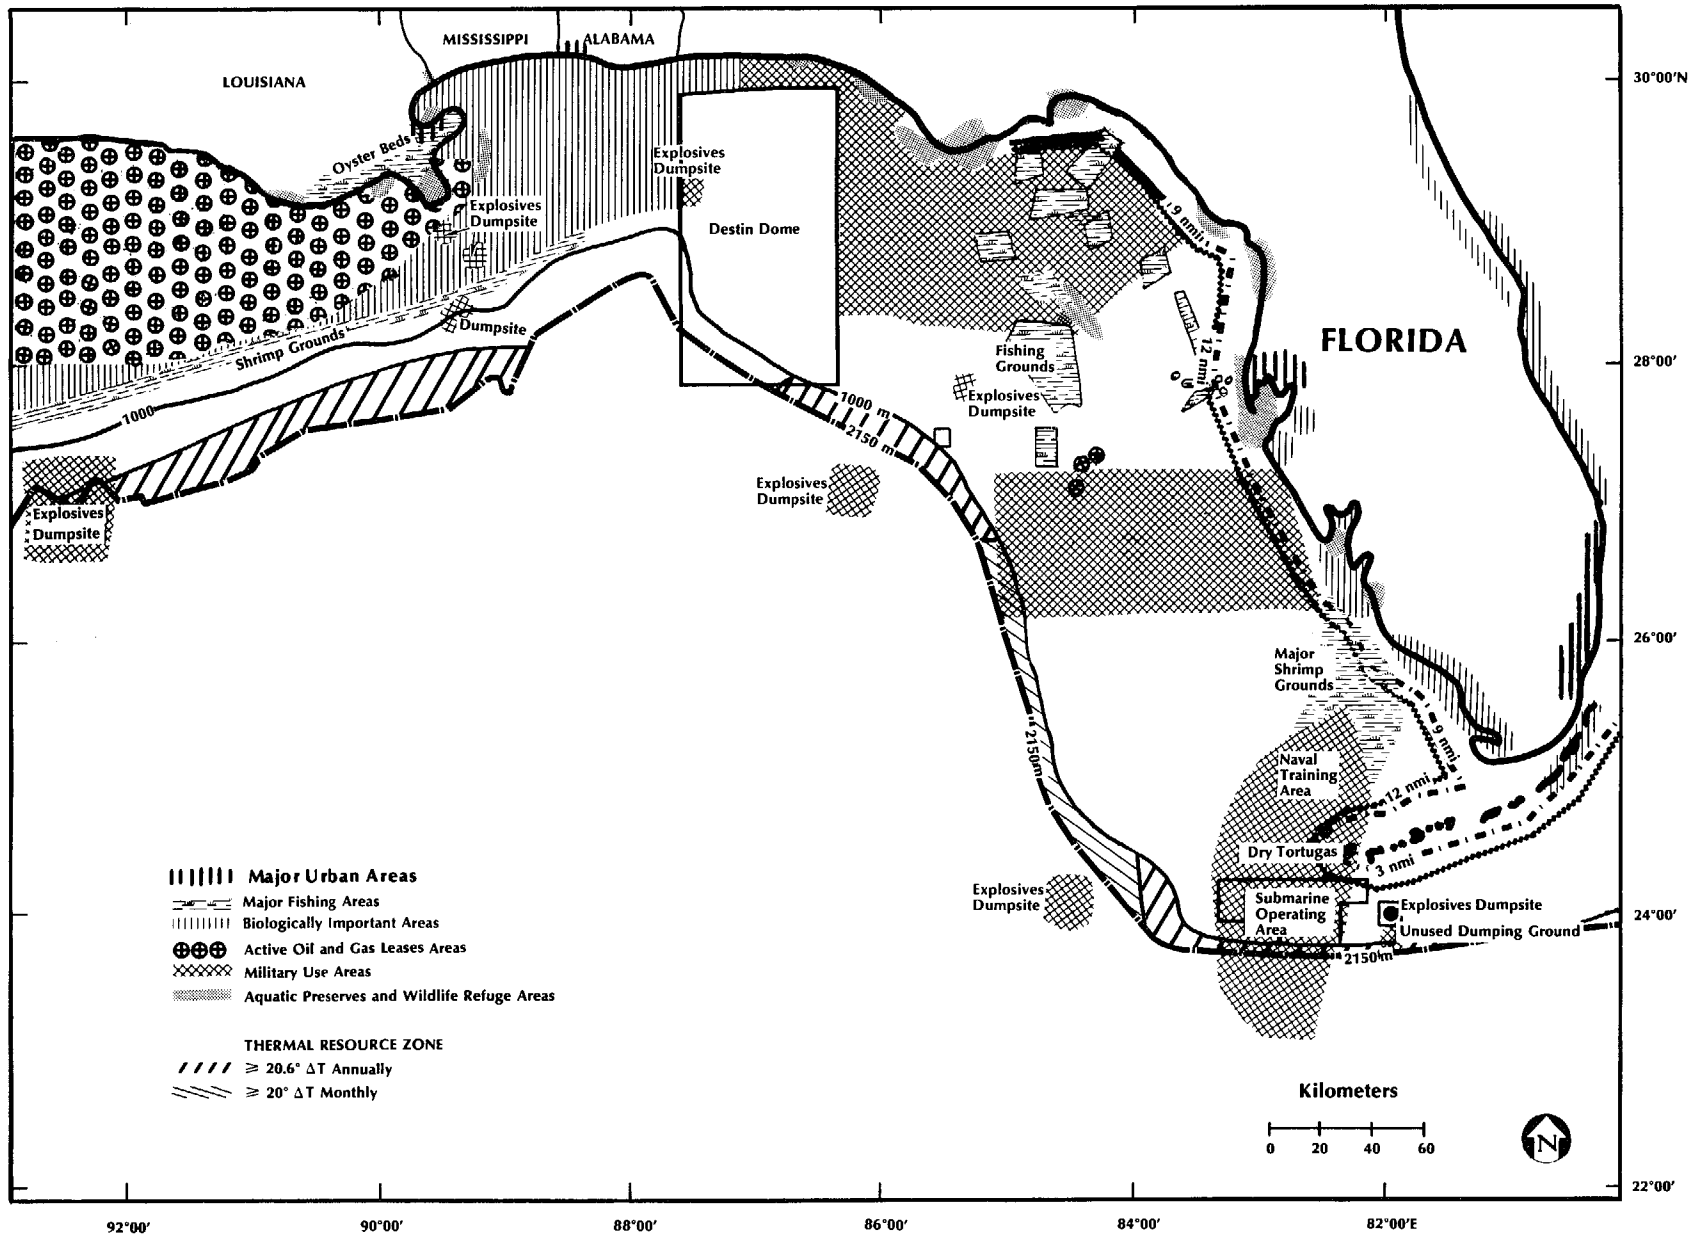 MISSISSIPPI
ALABAMA
LOUISIANA
30°00'N
Oyster Beds
Explosives
Dumpsite
Explosives
Dumpsite
Destin Dome
9 nmi
Dumpsite
Shrimp Grounds
FLORIDA
12 nmi
Fishing
Grounds
28°00'
Explosives
Dumpsite
1000
1000 m
2150 m
Explosives
Dumpsite
Explosives
Dumpsite
26°00'
Major
Shrimp
Grounds
2150m
9 nmi
Naval
Training
Area
12 nmi
Dry Tortugas
3 nmi
Explosives
Dumpsite
Submarine
Operating
Area
Explosives Dumpsite
Unused Dumping Ground
24°00'
2150 m
Major Urban Areas
Major Fishing Areas
Biologically Important Areas
Active Oil and Gas Leases Areas
Military Use Areas
Aquatic Preserves and Wildlife Refuge Areas
THERMAL RESOURCE ZONE
≥ 20.6° ΔT Annually
≥ 20° ΔT Monthly
Kilometers
0 20 40 60
N
22°00'
92°00' 90°00' 88°00' 86°00' 84°00' 82°00'E